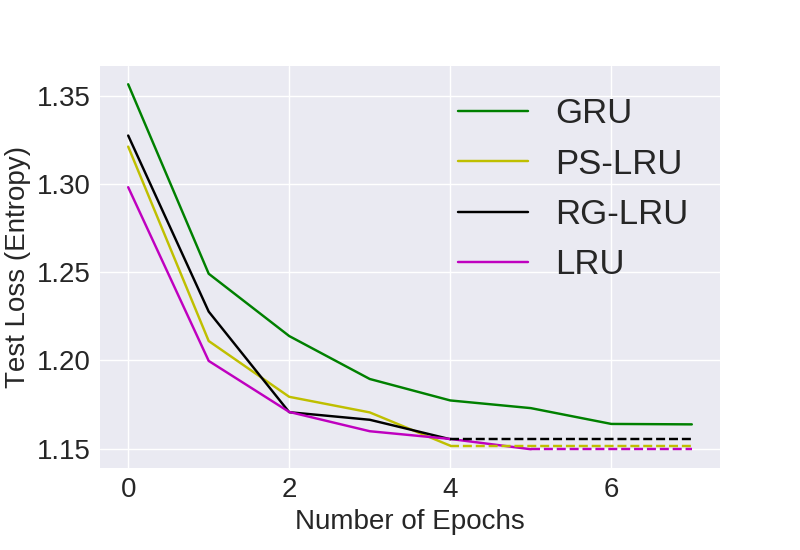 1.35
1.30
1.25
1.20
1.15
Test Loss (Entropy)
GRU
PS-LRU
RG-LRU
LRU
0 2 4 6
Number of Epochs